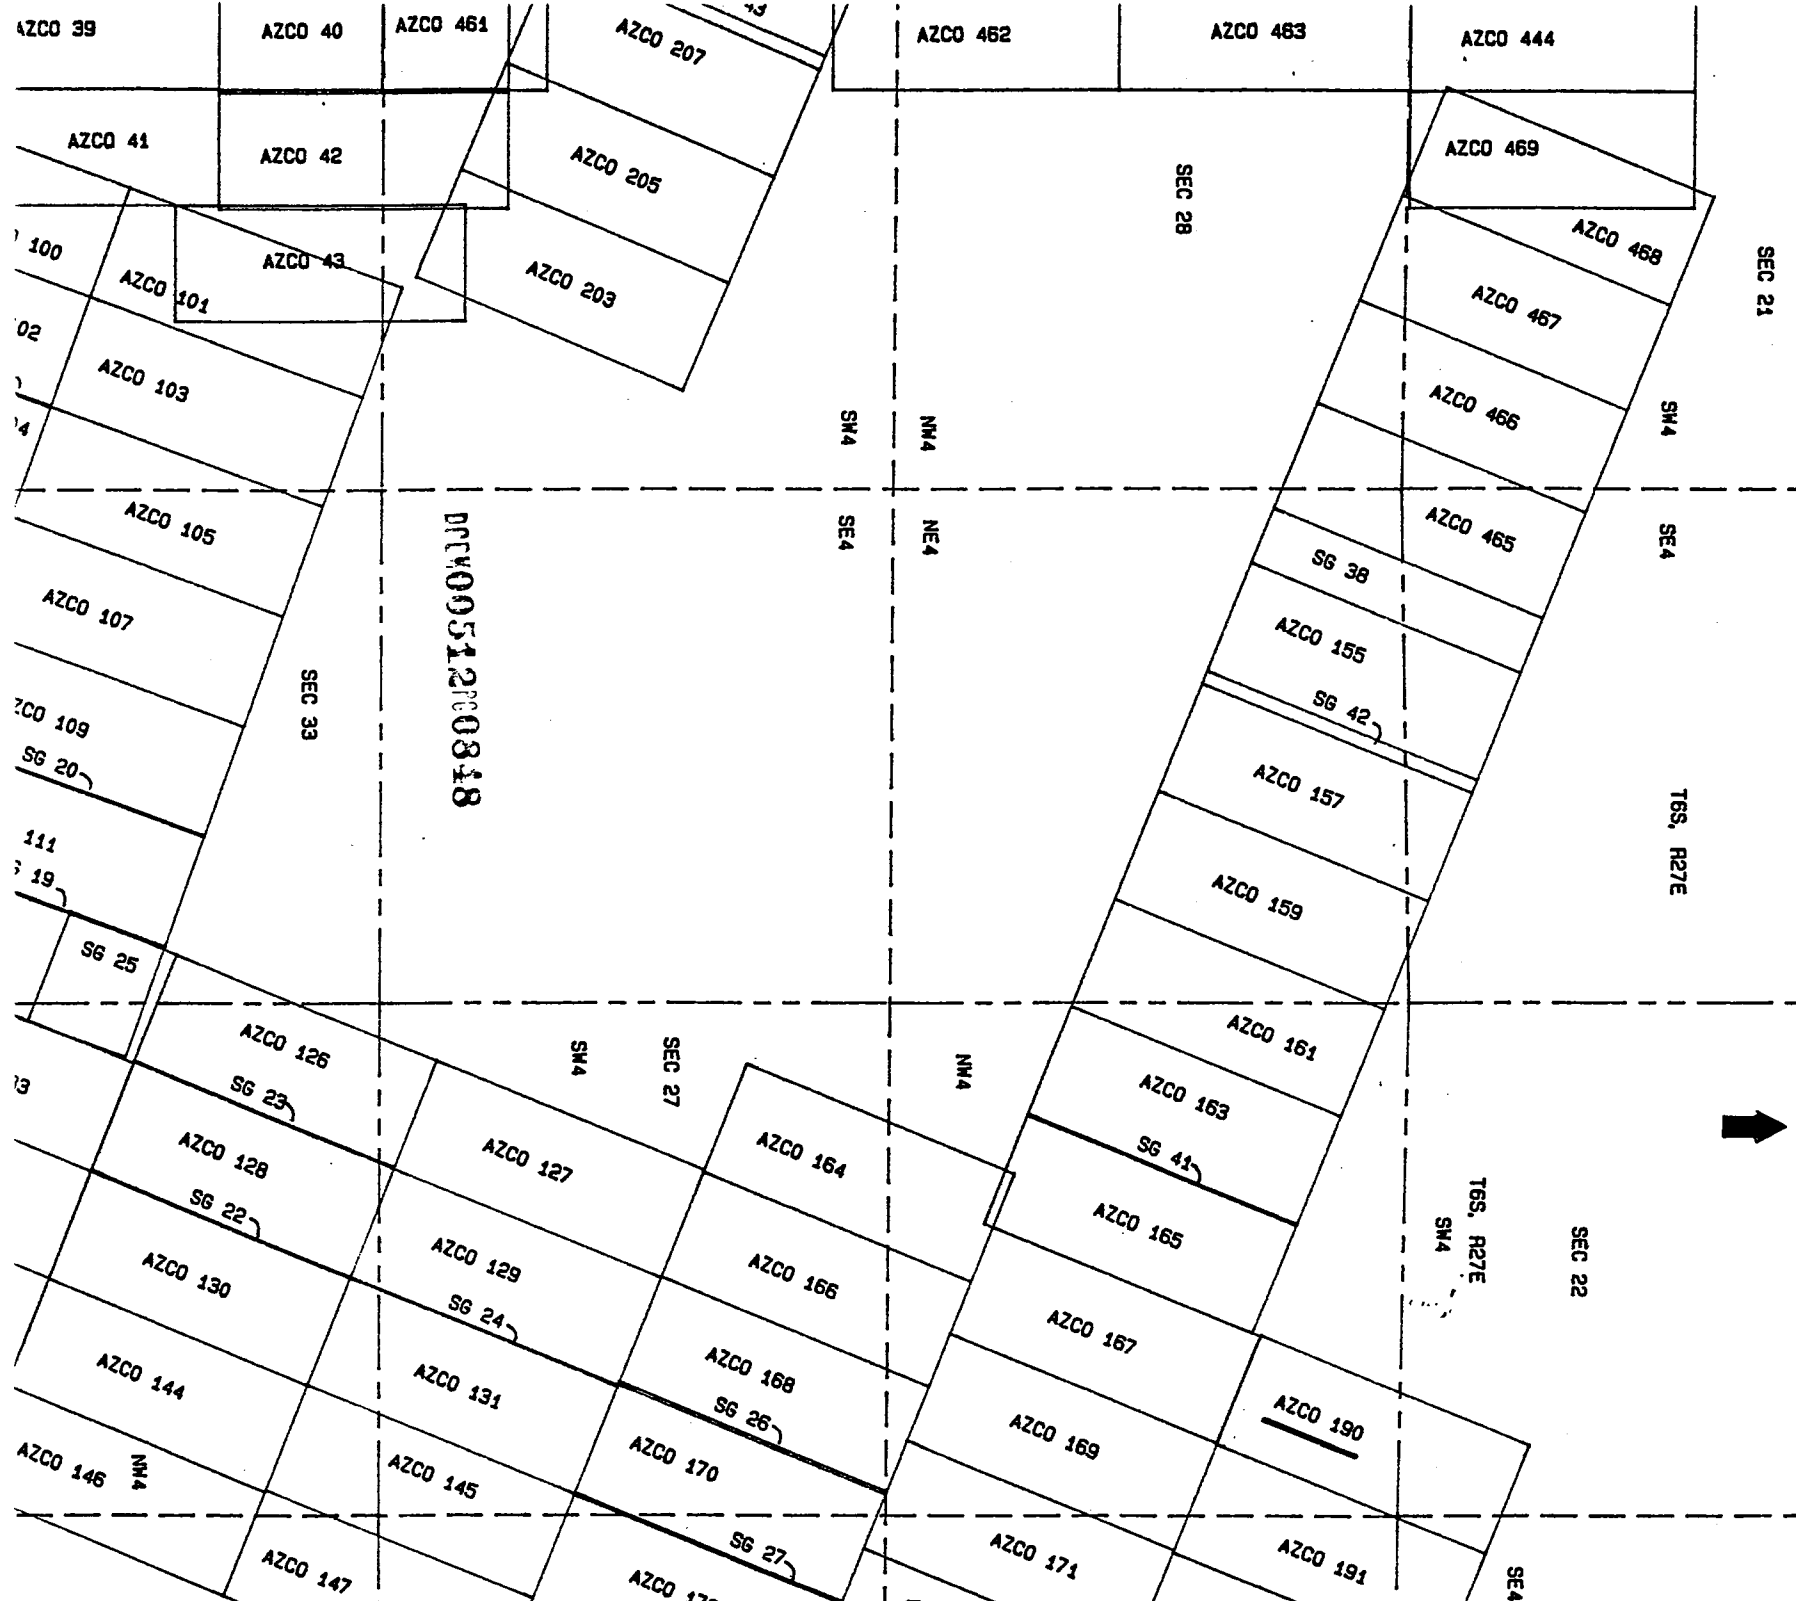 AZCO 39
AZCO 40
AZCO 461
AZCO 207
AZCO 462
AZCO 463
AZCO 444
AZCO 41
AZCO 42
AZCO 205
SEC 28
AZCO 469
100
AZCO 43
AZCO 101
AZCO 203
AZCO 468
SEC 21
AZCO 467
AZCO 103
AZCO 466
SW4
NW4
SW4
AZCO 105
SE4
NE4
AZCO 465
SE4
SG 38
AZCO 107
AZCO 155
SEC 33
SG 42
109
SG 20
AZCO 157
T6S, R27E
111
19
AZCO 159
SG 25
AZCO 126
SW4
SEC 27
NW4
AZCO 161
SG 23
AZCO 163
AZCO 128
AZCO 127
AZCO 164
SG 41
SG 22
AZCO 165
T6S, R27E
SW4
SEC 22
AZCO 130
AZCO 129
AZCO 166
SG 24
AZCO 167
AZCO 144
AZCO 131
AZCO 168
SG 26
AZCO 190
AZCO 169
AZCO 146
NW4
AZCO 145
AZCO 170
SG 27
AZCO 171
AZCO 191
AZCO 147
SE4